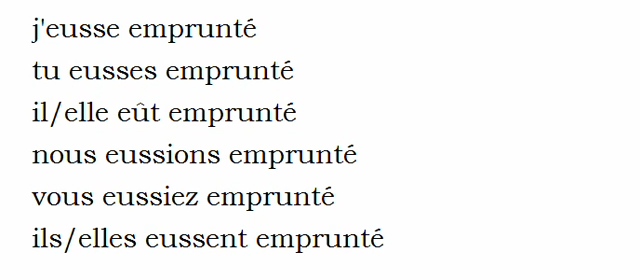 j'eusse emprunté
tu eusses emprunté
il/elle eût emprunté
nous eussions emprunté
vous eussiez emprunté
ils/elles eussent emprunté